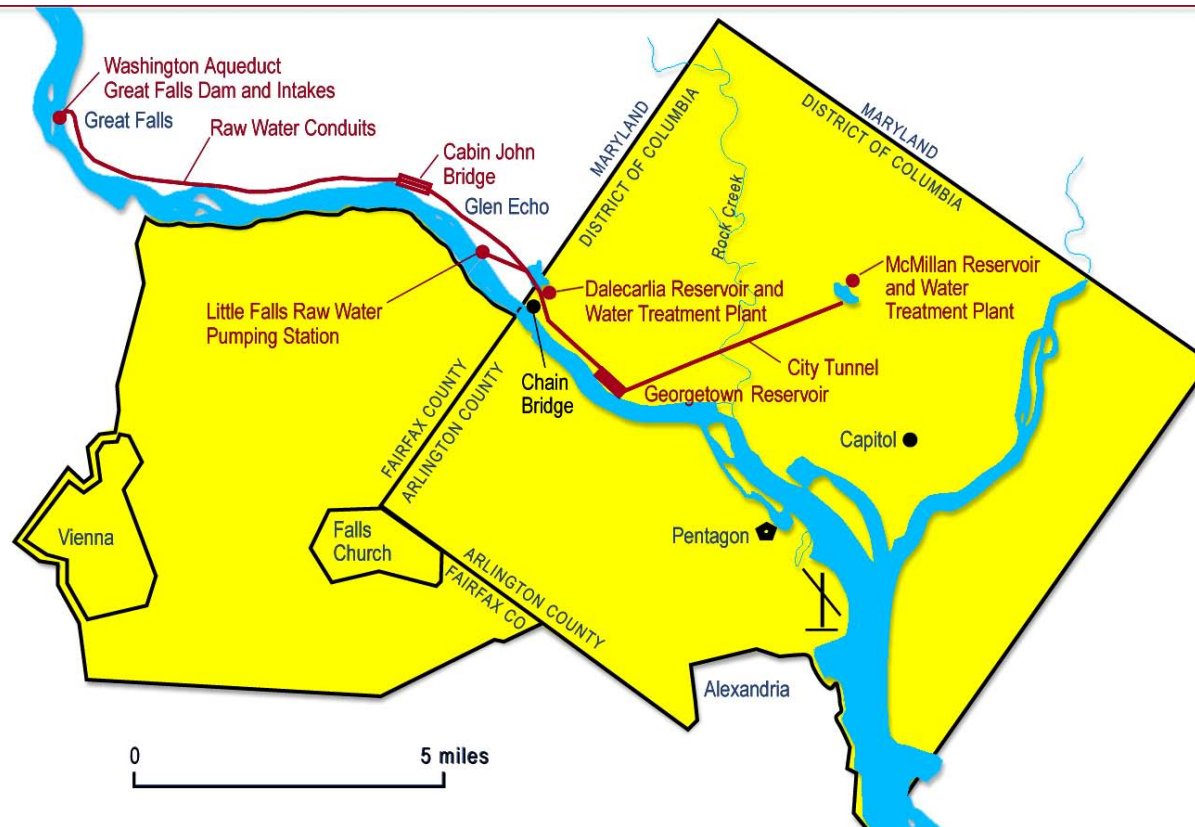 Washington Aqueduct
Great Falls Dam and Intakes
Great Falls
Raw Water Conduits
Cabin John
Bridge
Glen Echo
MARYLAND
DISTRICT OF COLUMBIA
MARYLAND
DISTRICT OF COLUMBIA
Rock Creek
Little Falls Raw Water
Pumping Station
Dalecarlia Reservoir and
Water Treatment Plant
McMillan Reservoir
and Water
Treatment Plant
City Tunnel
Georgetown Reservoir
Chain
Bridge
FAIRFAX COUNTY
ARLINGTON COUNTY
Capitol
Vienna
Falls
Church
Pentagon
ARLINGTON COUNTY
FAIRFAX CO
Alexandria
0 5 miles